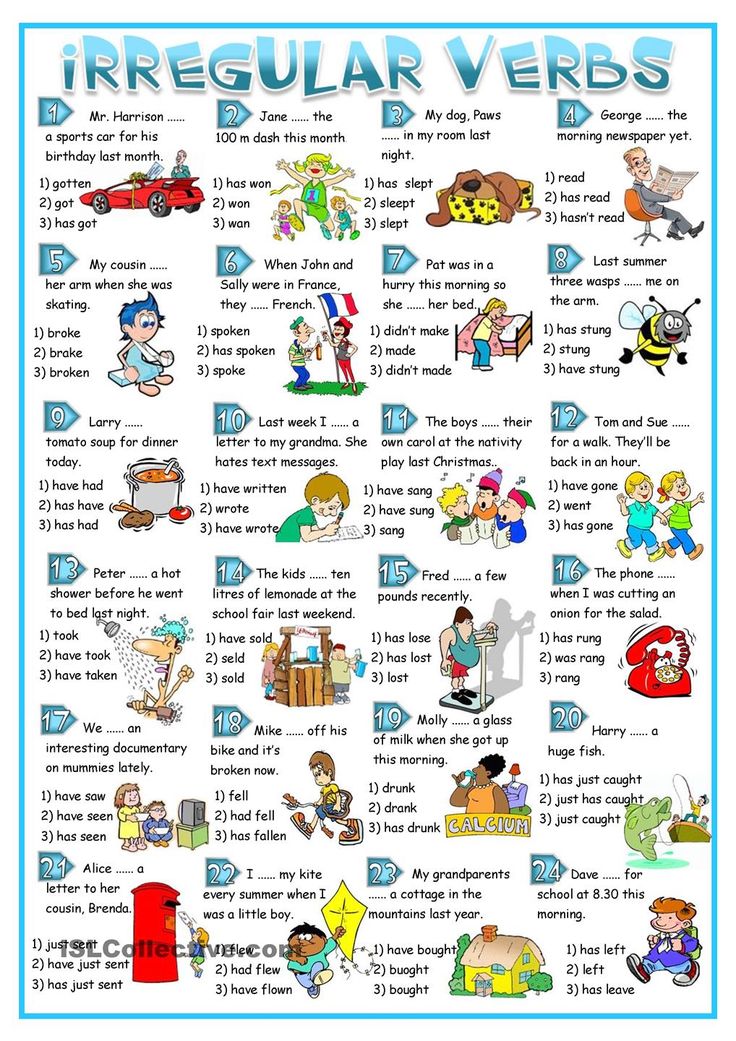 IRREGULAR VERBS
1 Mr. Harrison ......
a sports car for his
birthday last month.
1) gotten
2) got
3) has got
2 Jane ...... the
100 m dash this month
1) has won
2) won
3) wan
3 My dog, Paws
...... in my room last
night.
1) has slept
2) sleept
3) slept
4 George ...... the
morning newspaper yet.
1) read
2) has read
3) hasn't read
5 My cousin ......
her arm when she was
skating.
1) broke
2) brake
3) broken
6 When John and
Sally were in France,
they ...... French.
1) spoken
2) has spoken
3) spoke
7 Pat was in a
hurry this morning so
she ...... her bed.
1) didn't make
2) made
3) didn't made
8 Last summer
three wasps ...... me on
the arm.
1) has stung
2) stung
3) have stung
9 Larry ......
tomato soup for dinner
today.
1) have had
2) has have
3) has had
10 Last week I ...... a
letter to my grandma. She
hates text messages.
1) have written
2) wrote
3) have wrote
11 The boys ...... their
own carol at the nativity
play last Christmas..
1) have sang
2) have sung
3) sang
12 Tom and Sue ......
for a walk. They'll be
back in an hour.
1) have gone
2) went
3) has gone
13 Peter ...... a hot
shower before he went
to bed last night.
1) took
2) have took
3) have taken
14 The kids ...... ten
litres of lemonade at the
school fair last weekend.
1) have sold
2) seld
3) sold
15 Fred ...... a few
pounds recently.
1) has lose
2) has lost
3) lost
16 The phone ......
when I was cutting an
onion for the salad.
1) has rung
2) was rang
3) rang
17 We ...... an
interesting documentary
on mummies lately.
1) have saw
2) have seen
3) has seen
18 Mike ...... off his
bike and it's
broken now.
1) fell
2) had fell
3) has fallen
19 Molly ...... a glass
of milk when she got up
this morning.
1) drunk
2) drank
3) has drunk
CALCIUM
20 Harry ...... a
huge fish.
1) has just caught
2) just has caught
3) just caught
21 Alice ...... a
letter to her
cousin, Brenda.
1) just sent
2) have just sent
3) has just sent
22 I ...... my kite
every summer when I
was a little boy.
1) flew
2) had flew
3) have flown
23 My grandparents
...... a cottage in the
mountains last year.
1) have bought
2) bught
3) bought
24 Dave ...... for
school at 8.30 this
morning.
1) has left
2) left
3) has leave
iSLCollective.com